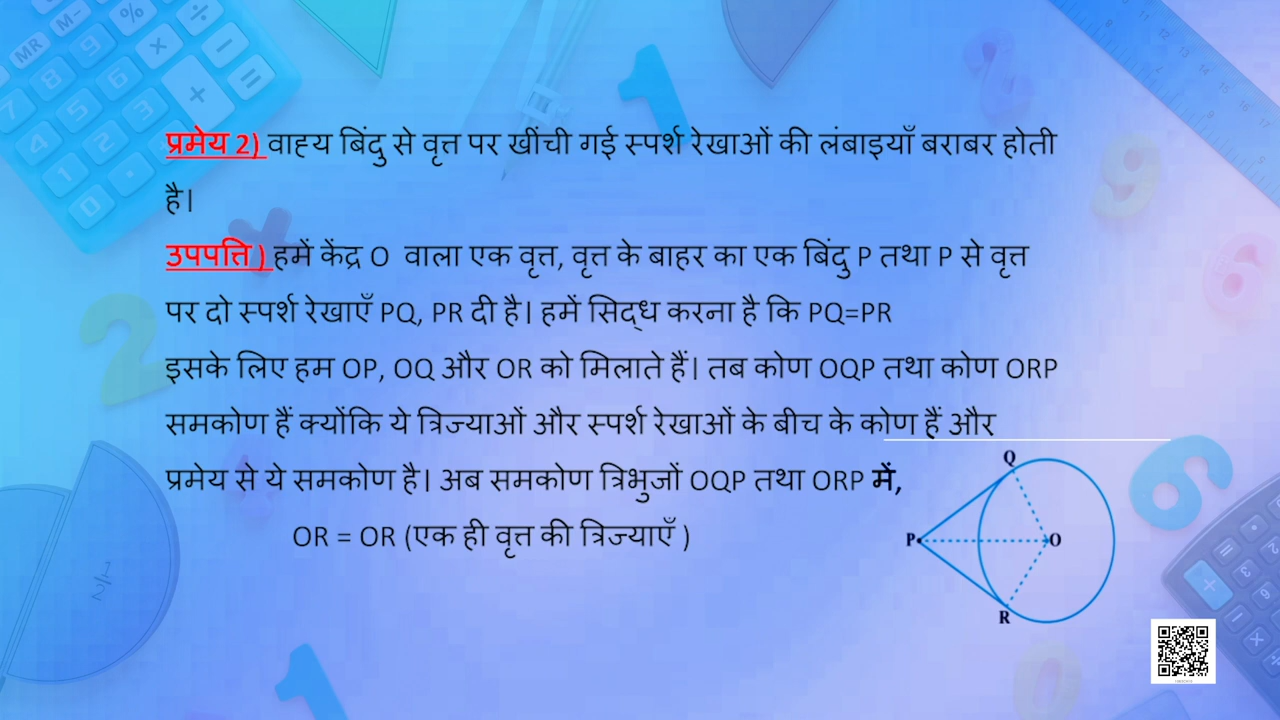 प्रमेय 2) वाह्य बिंदु से वृत्त पर खींची गई स्पर्श रेखाओं की लंबाइयाँ बराबर होती
है।
उपपत्ति ) हमें केंद्र O वाला एक वृत्त, वृत्त के बाहर का एक बिंदु P तथा P से वृत्त
पर दो स्पर्श रेखाएँ PQ, PR दी है। हमें सिद्ध करना है कि PQ=PR
इसके लिए हम OP, OQ और OR को मिलाते हैं। तब कोण OQP तथा कोण ORP
समकोण हैं क्योंकि ये त्रिज्याओं और स्पर्श रेखाओं के बीच के कोण हैं और
प्रमेय से ये समकोण है। अब समकोण त्रिभुजों OQP तथा ORP में,
OR = OR (एक ही वृत्त की त्रिज्याएँ )
Q
P
O
R